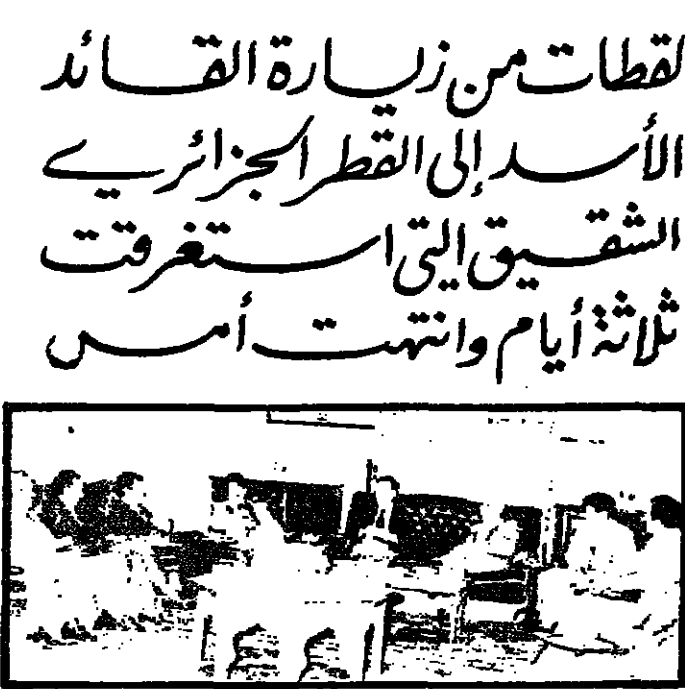 لقطات من زيارة القائد
الأسد إلى القطر الجزائري
الشقيق التي استغرقت
ثلاثة أيام وانتهت أمس